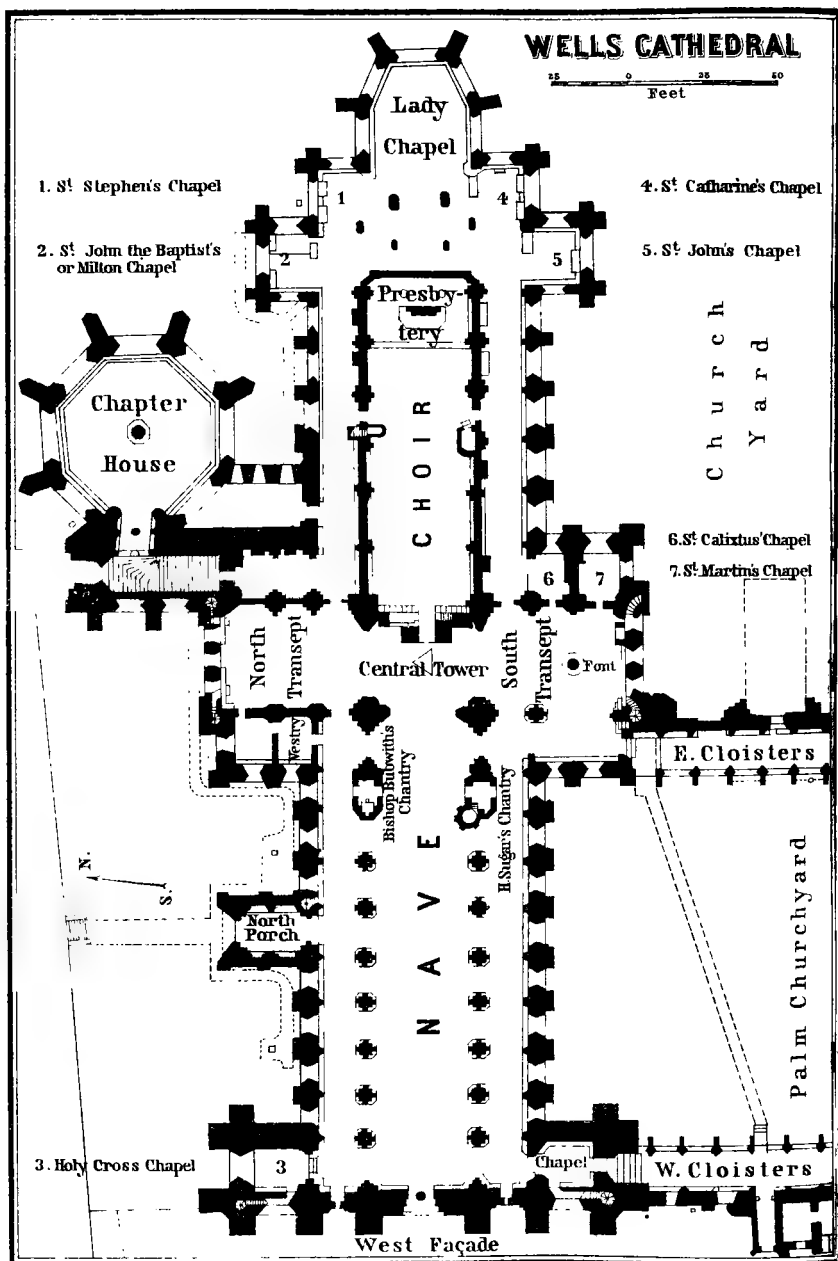 WELLS CATHEDRAL
25 0 25 50
Feet
Lady
Chapel
1. St. Stephen's Chapel
1
4
4. St. Catharine's Chapel
2. St. John the Baptist's
or Milton Chapel
2
5
5. St. John's Chapel
Presby-
tery
Church
Yard
Chapter
House
CHOIR
6. St. Calixtus' Chapel
7. St. Martin's Chapel
6
7
North
Transept
Central Tower
South
Transept
Font
Vestry
Bishop Bubwith's
Chantry
H. Sugar's Chantry
E. Cloisters
N.
S.
North
Porch
NAVE
Palm Churchyard
3. Holy Cross Chapel
3
Chapel
W. Cloisters
West Façade